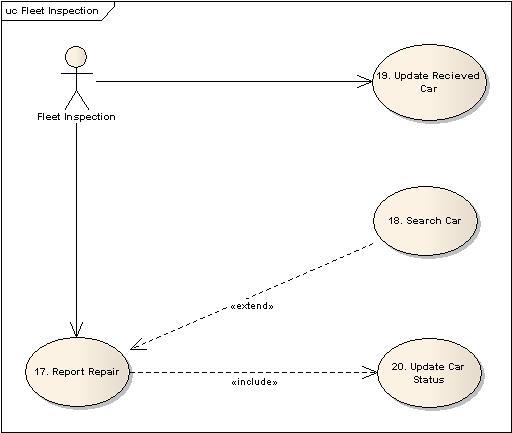 uc Fleet Inspection
19. Update Recieved
Car
Fleet Inspection
18. Search Car
«extend»
17. Report Repair
20. Update Car
Status
«include»